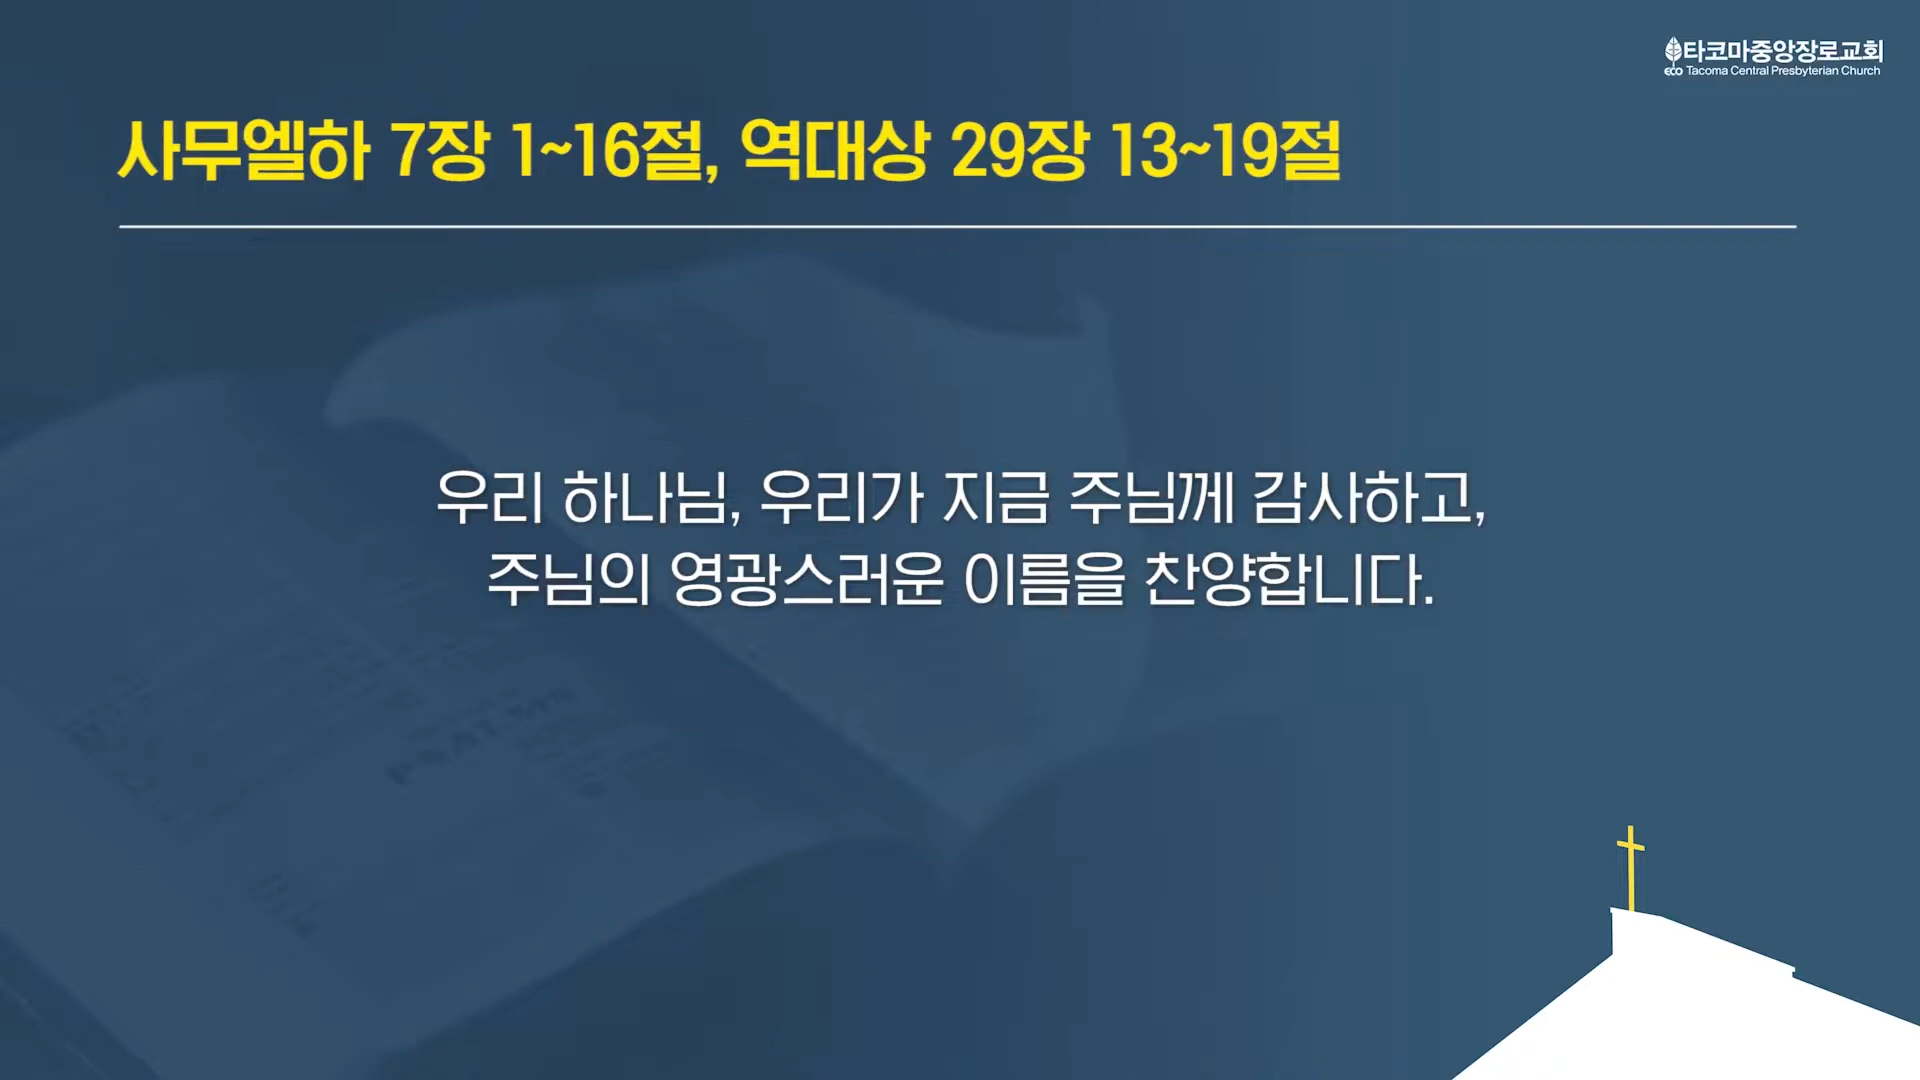 타코마중앙장로교회
ECO Tacoma Central Presbyterian Church
사무엘하 7장 1~16절, 역대상 29장 13~19절
우리 하나님, 우리가 지금 주님께 감사하고,
주님의 영광스러운 이름을 찬양합니다.